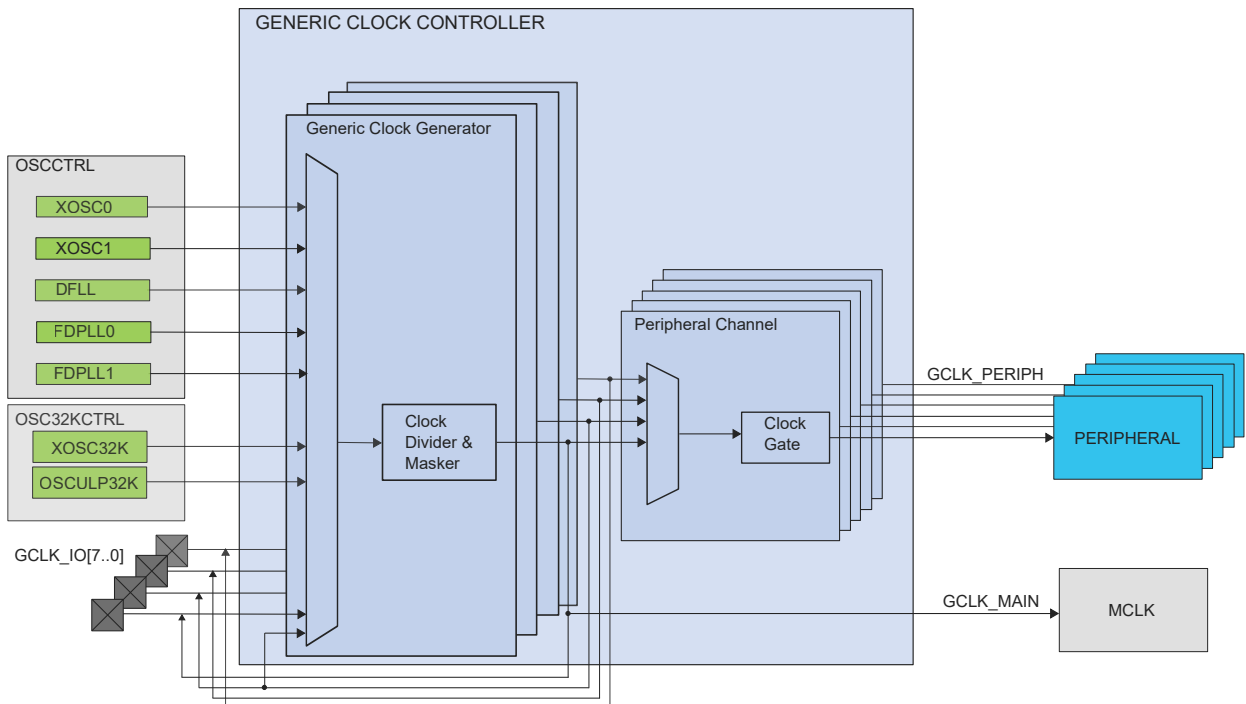 GENERIC CLOCK CONTROLLER
Generic Clock Generator
OSCCTRL
XOSC0
XOSC1
DFLL
FDPLL0
FDPLL1
OSC32KCTRL
XOSC32K
OSCULP32K
GCLK_IO[7..0]
Clock
Divider &
Masker
Peripheral Channel
Clock
Gate
GCLK_PERIPH
PERIPHERAL
GCLK_MAIN
MCLK